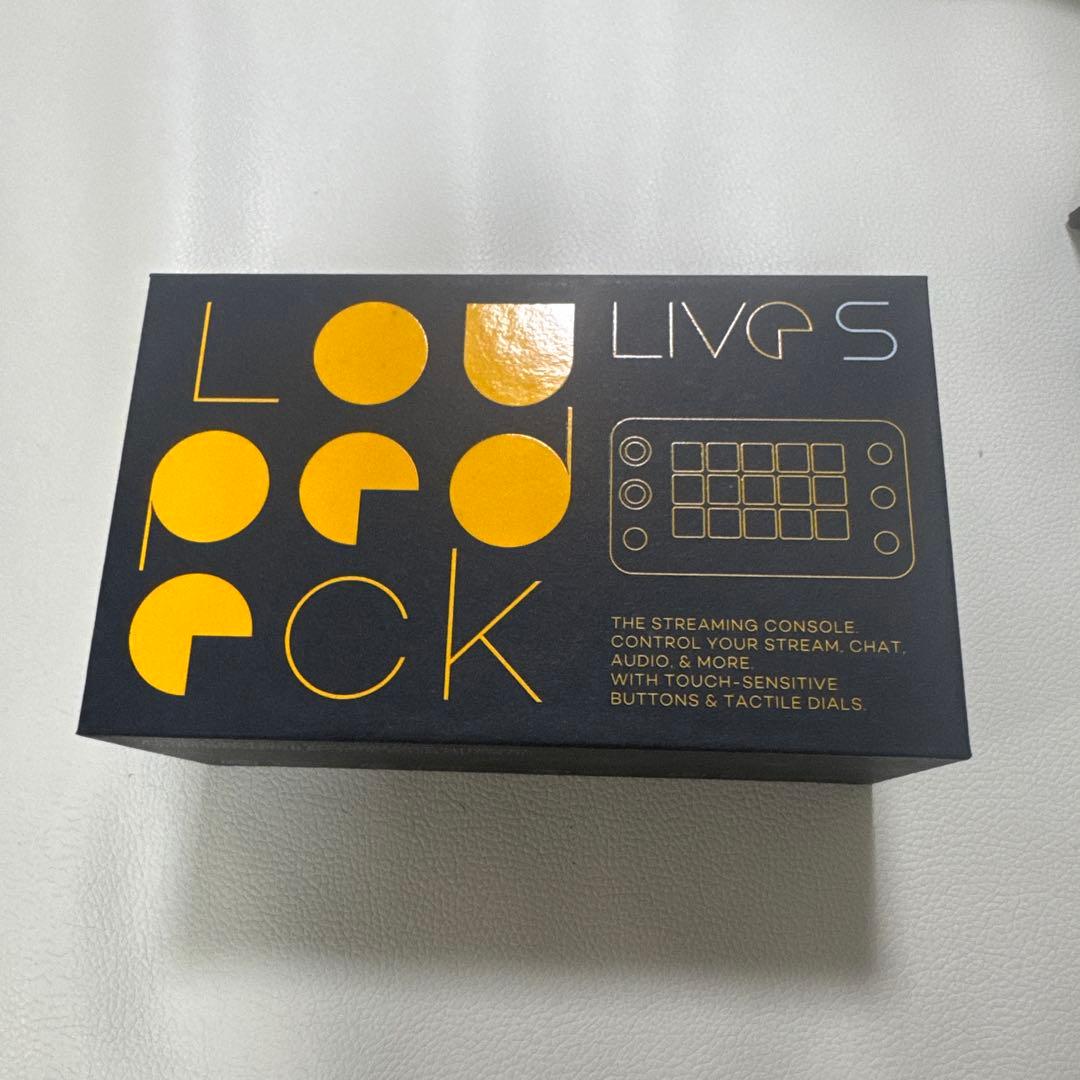 Lou
ped
eck
LIVe S
THE STREAMING CONSOLE.
CONTROL YOUR STREAM, CHAT,
AUDIO, & MORE.
WITH TOUCH-SENSITIVE
BUTTONS & TACTILE DIALS.